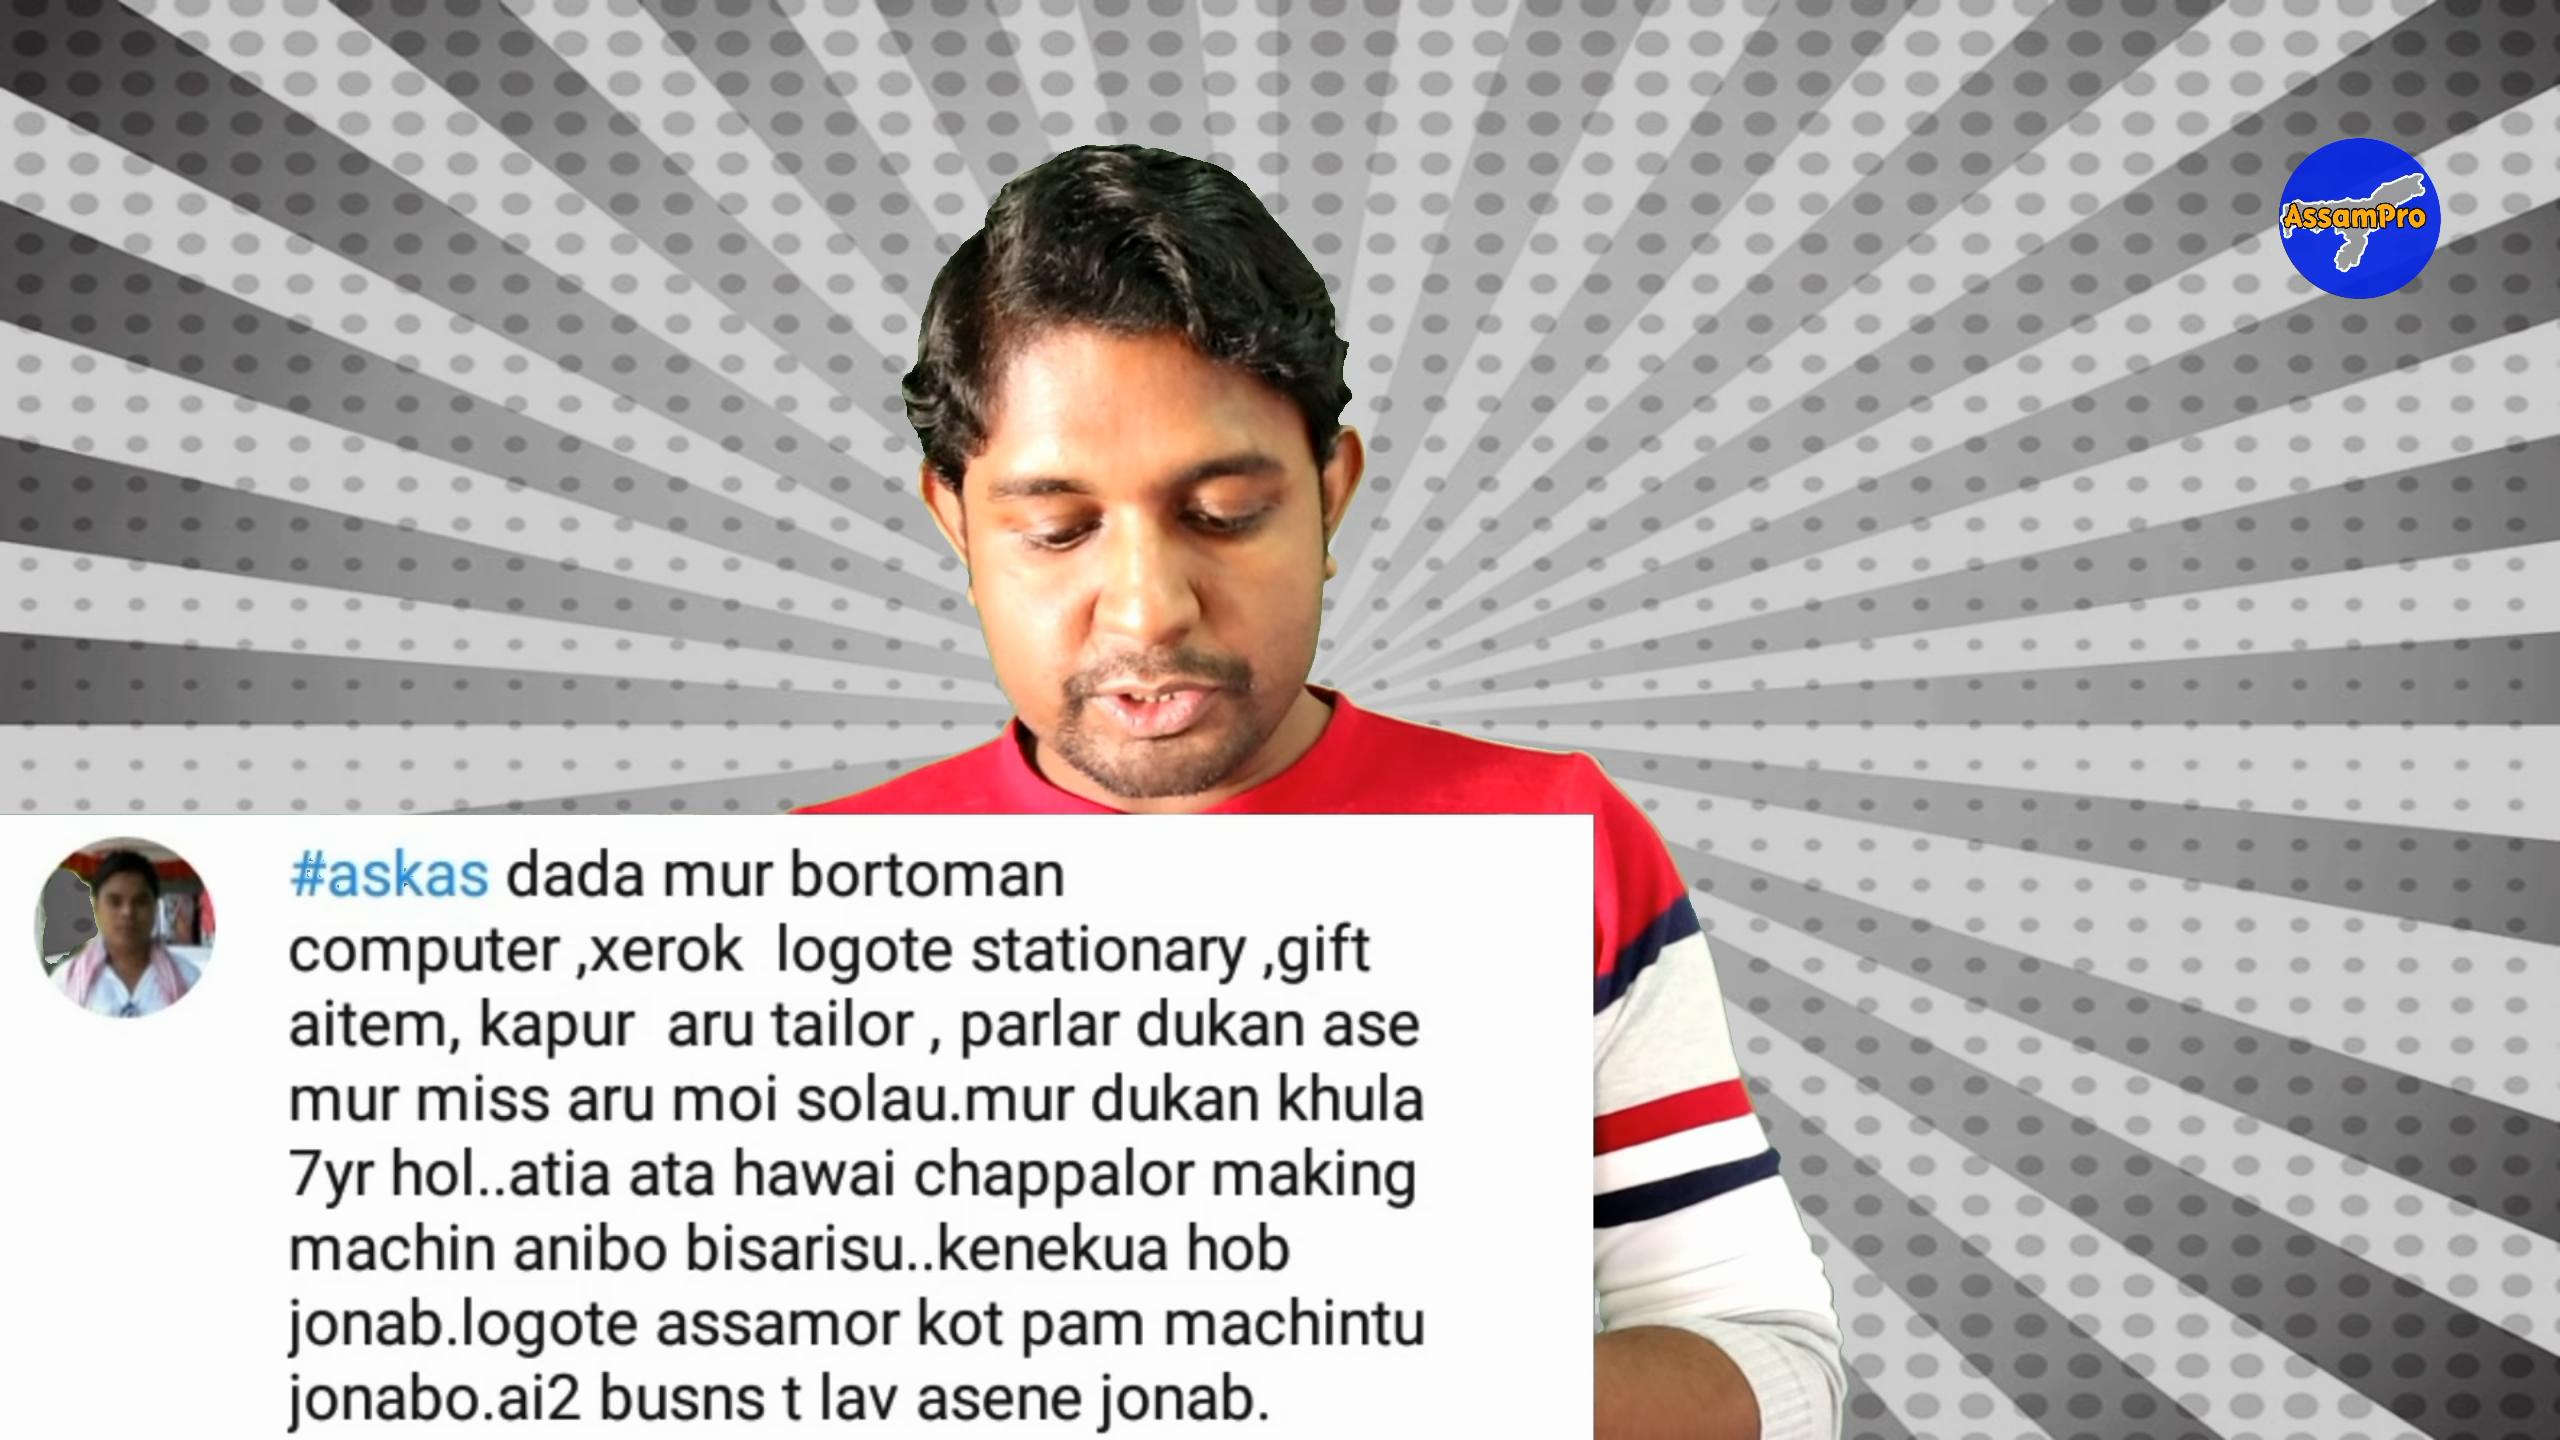 AssamPro
#askas dada mur bortoman
computer ,xerok logote stationary ,gift
aitem, kapur aru tailor , parlar dukan ase
mur miss aru moi solau.mur dukan khula
7yr hol..atia ata hawai chappalor making
machin anibo bisarisu..kenekua hob
jonab.logote assamor kot pam machintu
jonabo.ai2 busns t lav asene jonab.